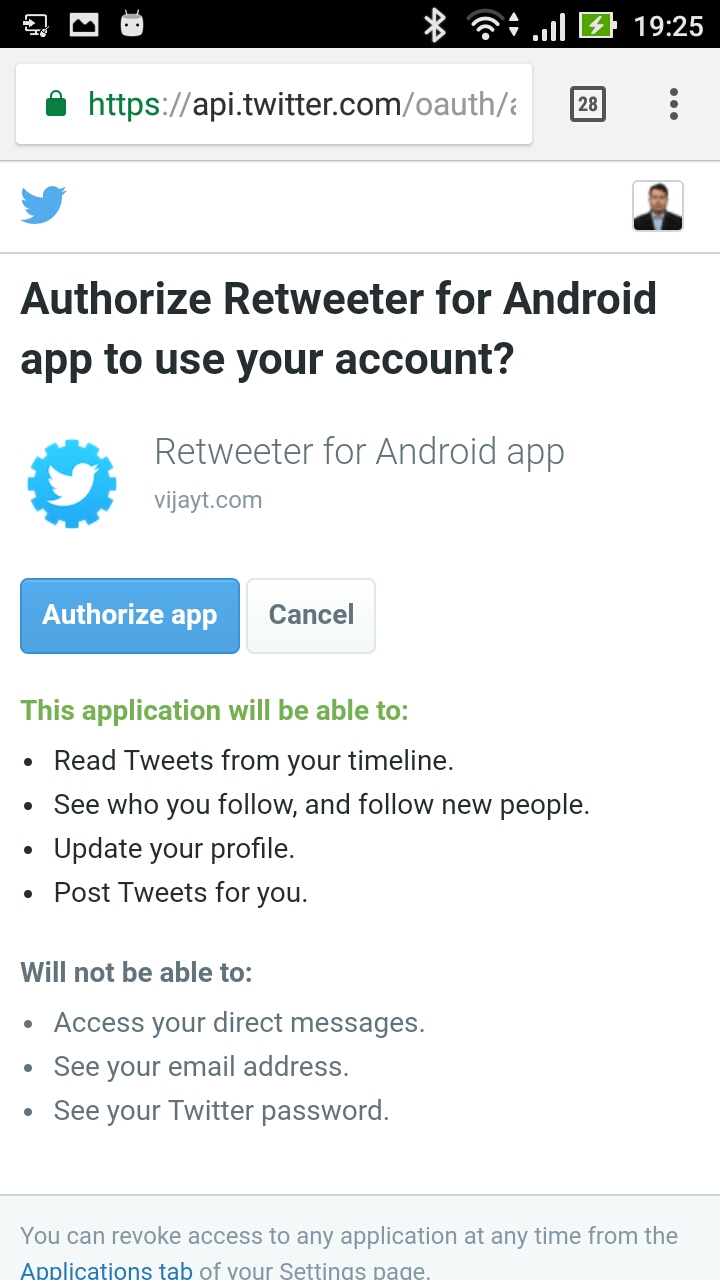 19:25
https://api.twitter.com/oauth/a
28
Authorize Retweeter for Android
app to use your account?
Retweeter for Android app
vijayt.com
Authorize app
Cancel
This application will be able to:
• Read Tweets from your timeline.
• See who you follow, and follow new people.
• Update your profile.
• Post Tweets for you.
Will not be able to:
• Access your direct messages.
• See your email address.
• See your Twitter password.
You can revoke access to any application at any time from the
Applications tab of your Settings page.